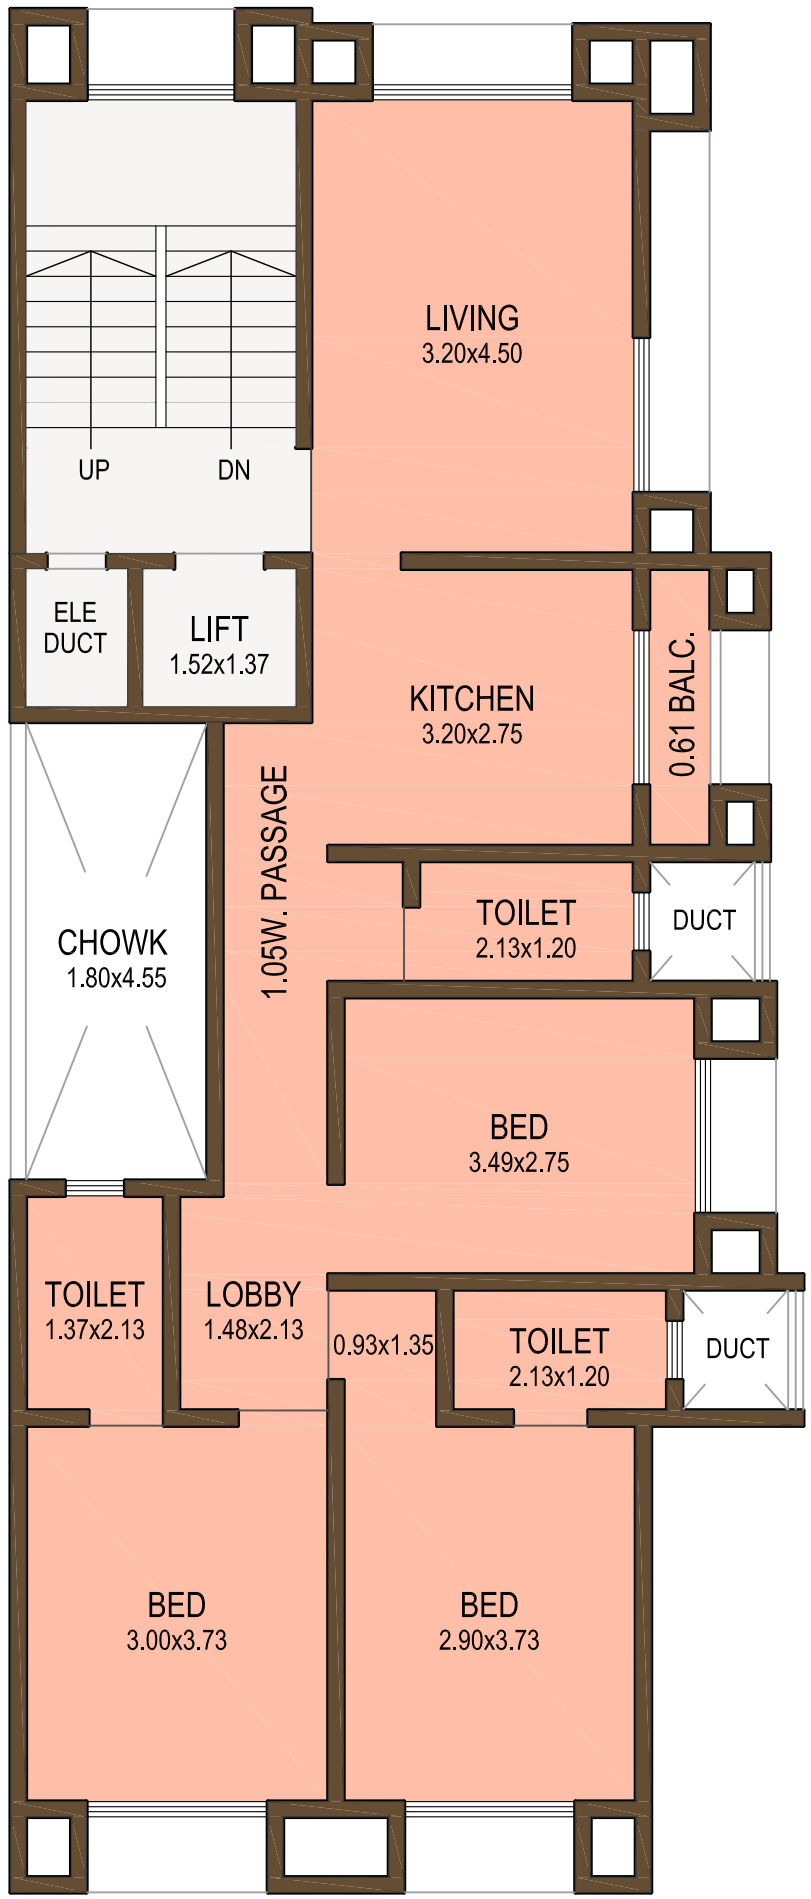 LIVING
3.20x4.50
UP
DN
ELE
DUCT
LIFT
1.52x1.37
KITCHEN
3.20x2.75
0.61 BALC.
1.05W. PASSAGE
TOILET
2.13x1.20
DUCT
CHOWK
1.80x4.55
BED
3.49x2.75
TOILET
1.37x2.13
LOBBY
1.48x2.13
0.93x1.35
TOILET
2.13x1.20
DUCT
BED
3.00x3.73
BED
2.90x3.73